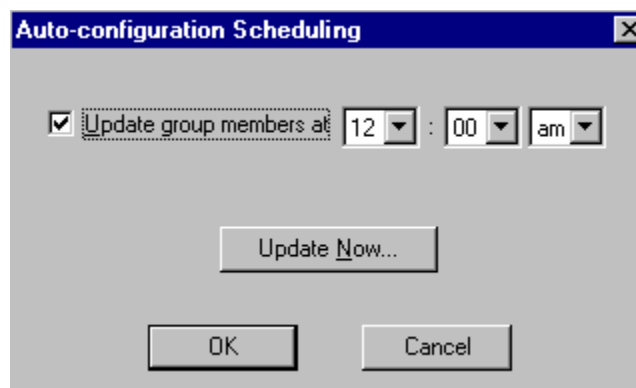 Auto-configuration Scheduling
Update group members at 12 : 00 am
Update Now...
OK Cancel